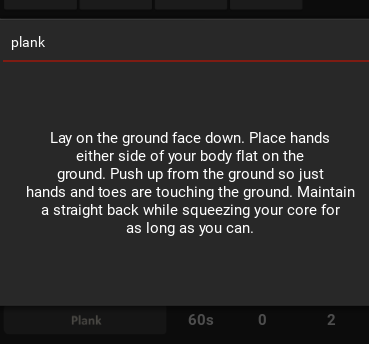 plank
Lay on the ground face down. Place hands
either side of your body flat on the
ground. Push up from the ground so just
hands and toes are touching the ground. Maintain
a straight back while squeezing your core for
as long as you can.
Plank 60s 0 2